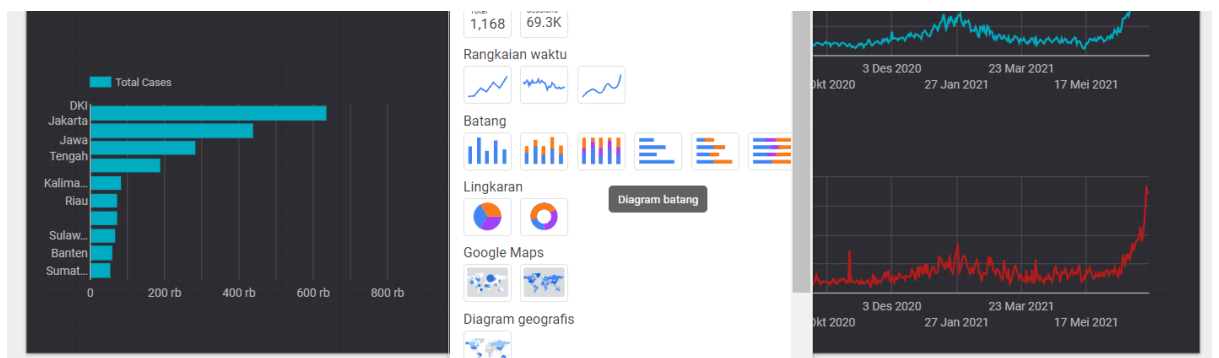 Total Cases
DKI
Jakarta
Jawa
Tengah
Kalima...
Riau
Sulaw...
Banten
Sumat...
0 200 rb 400 rb 600 rb 800 rb
1,168 69.3K
Rangkaian waktu
Batang
Lingkaran
Diagram batang
Google Maps
Diagram geografis
3 Des 2020 23 Mar 2021
2020 27 Jan 2021 17 Mei 2021
3 Des 2020 23 Mar 2021
2020 27 Jan 2021 17 Mei 2021